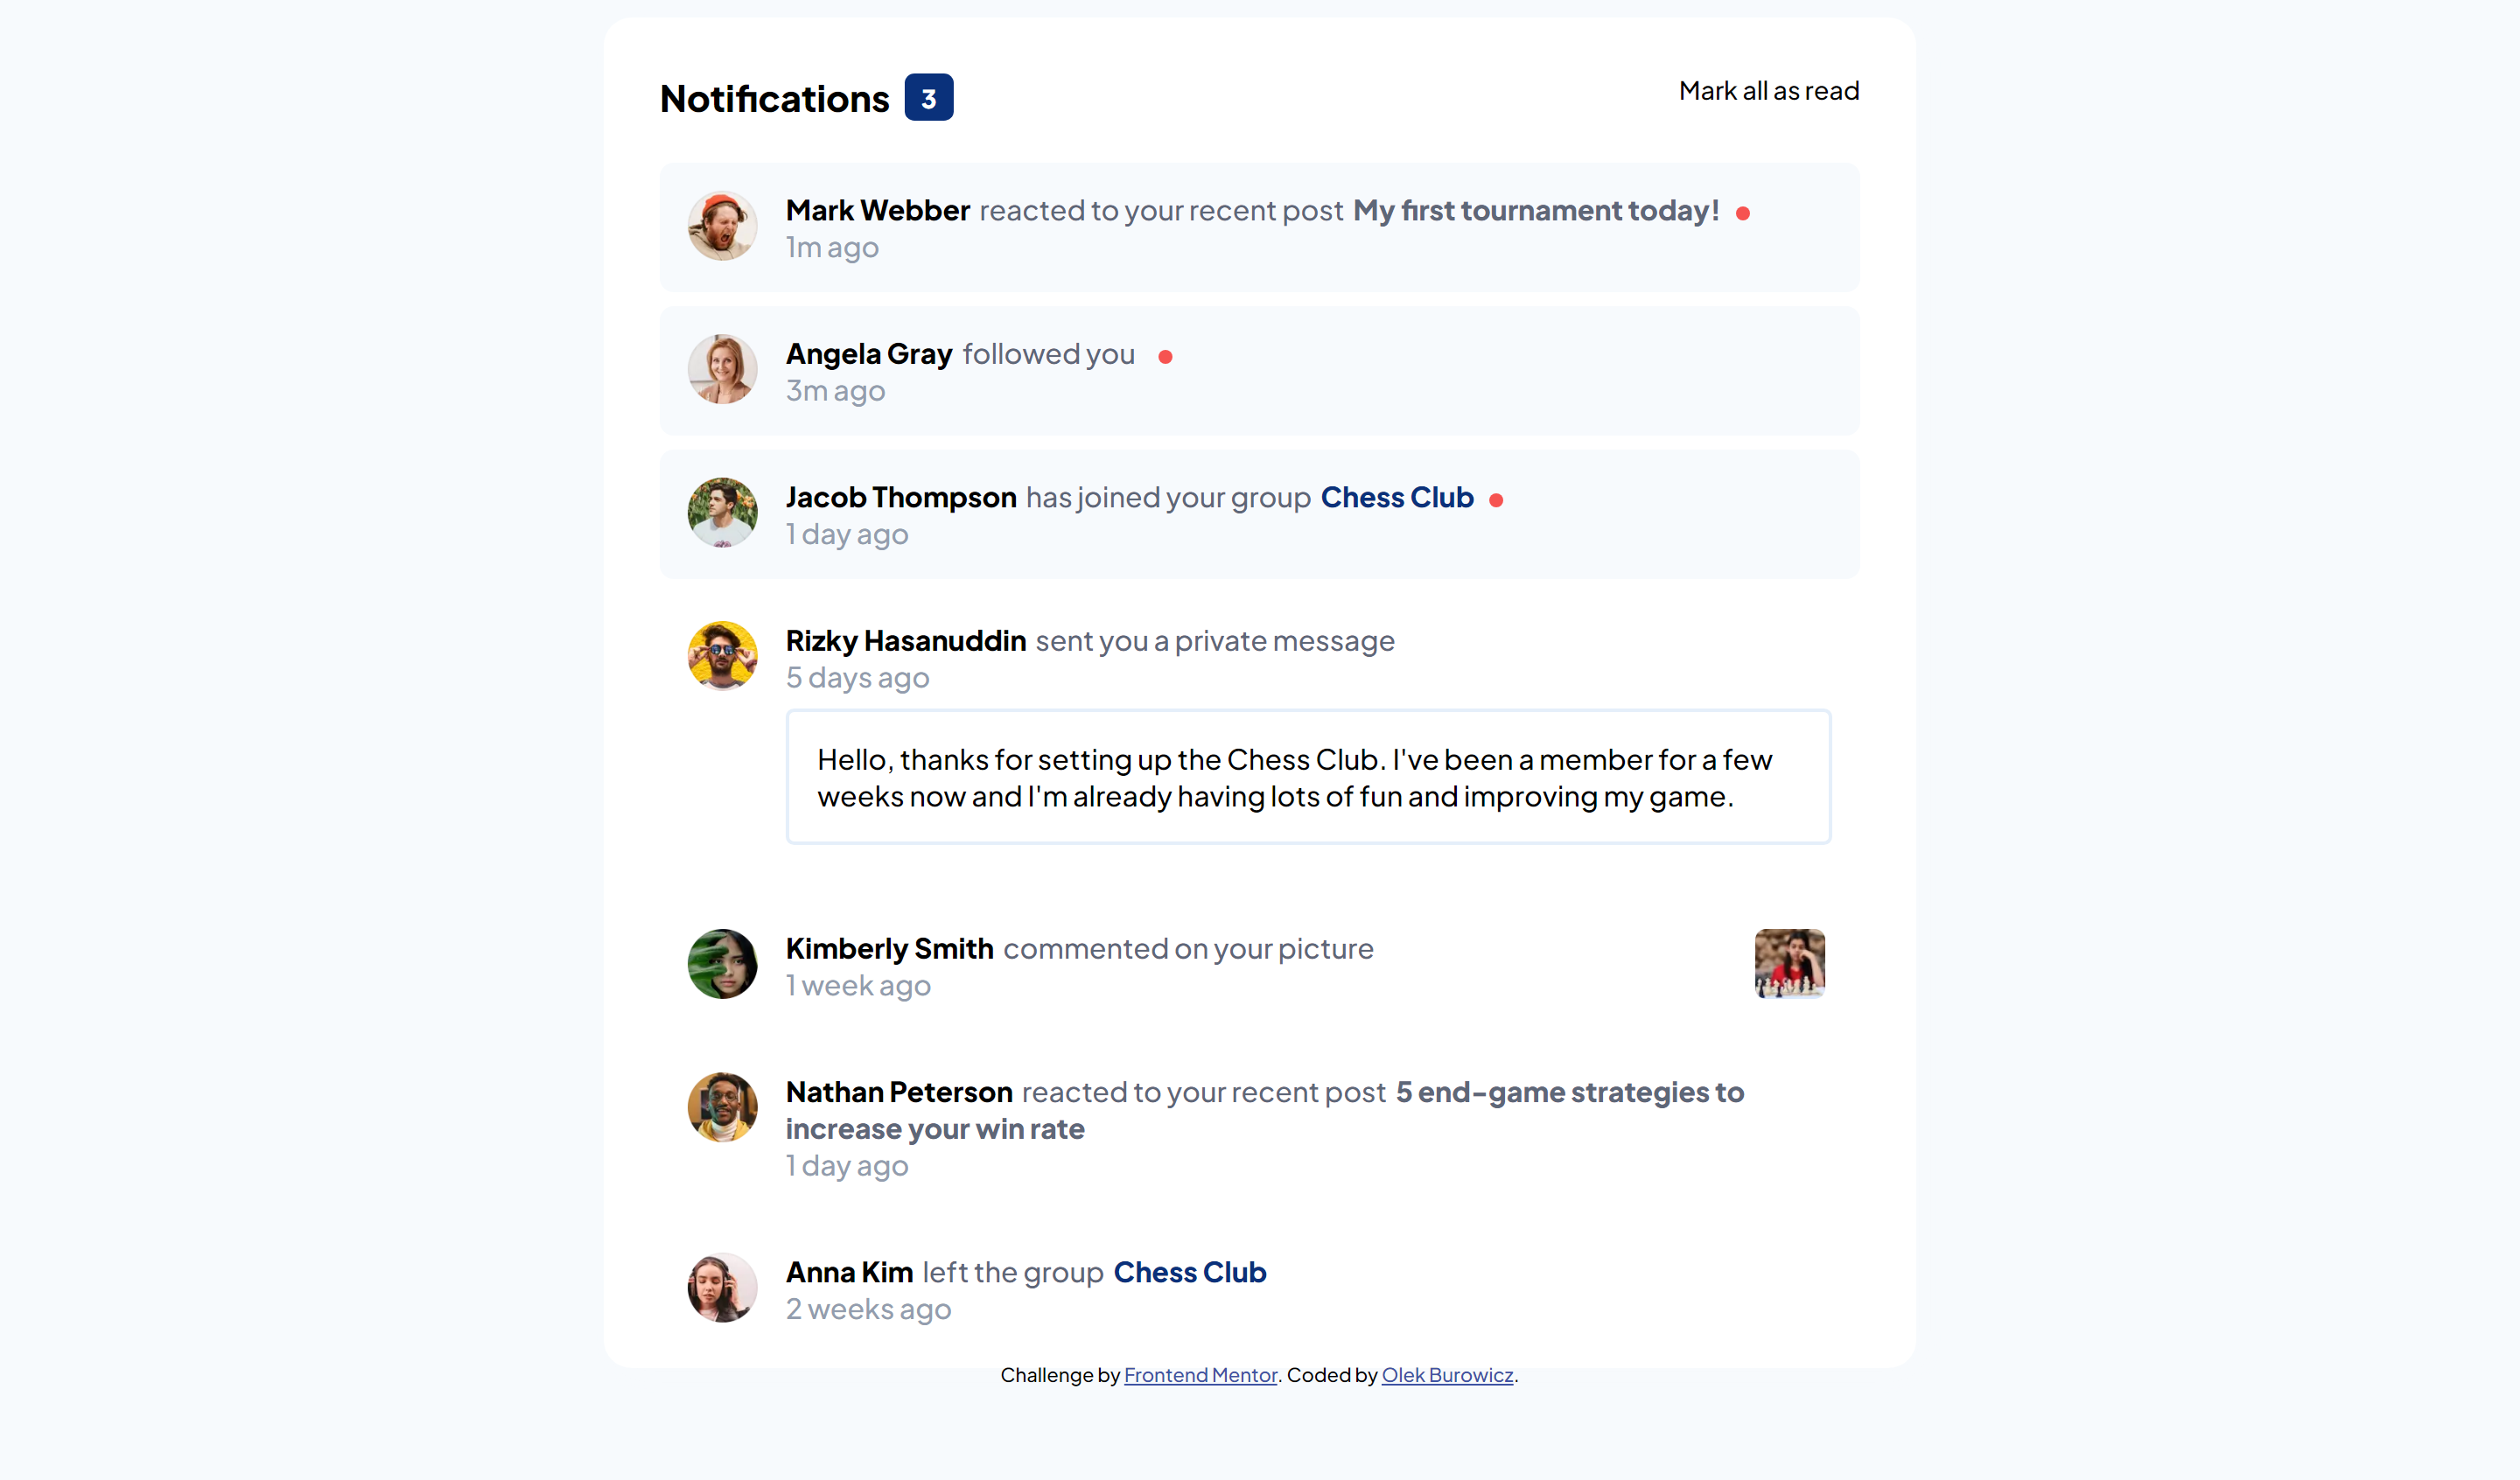 Notifications 3
Mark all as read
Mark Webber reacted to your recent post My first tournament today!
1m ago
Angela Gray followed you
3m ago
Jacob Thompson has joined your group Chess Club
1 day ago
Rizky Hasanuddin sent you a private message
5 days ago
Hello, thanks for setting up the Chess Club. I've been a member for a few
weeks now and I'm already having lots of fun and improving my game.
Kimberly Smith commented on your picture
1 week ago
Nathan Peterson reacted to your recent post 5 end-game strategies to
increase your win rate
1 day ago
Anna Kim left the group Chess Club
2 weeks ago
Challenge by Frontend Mentor. Coded by Olek Burowicz.